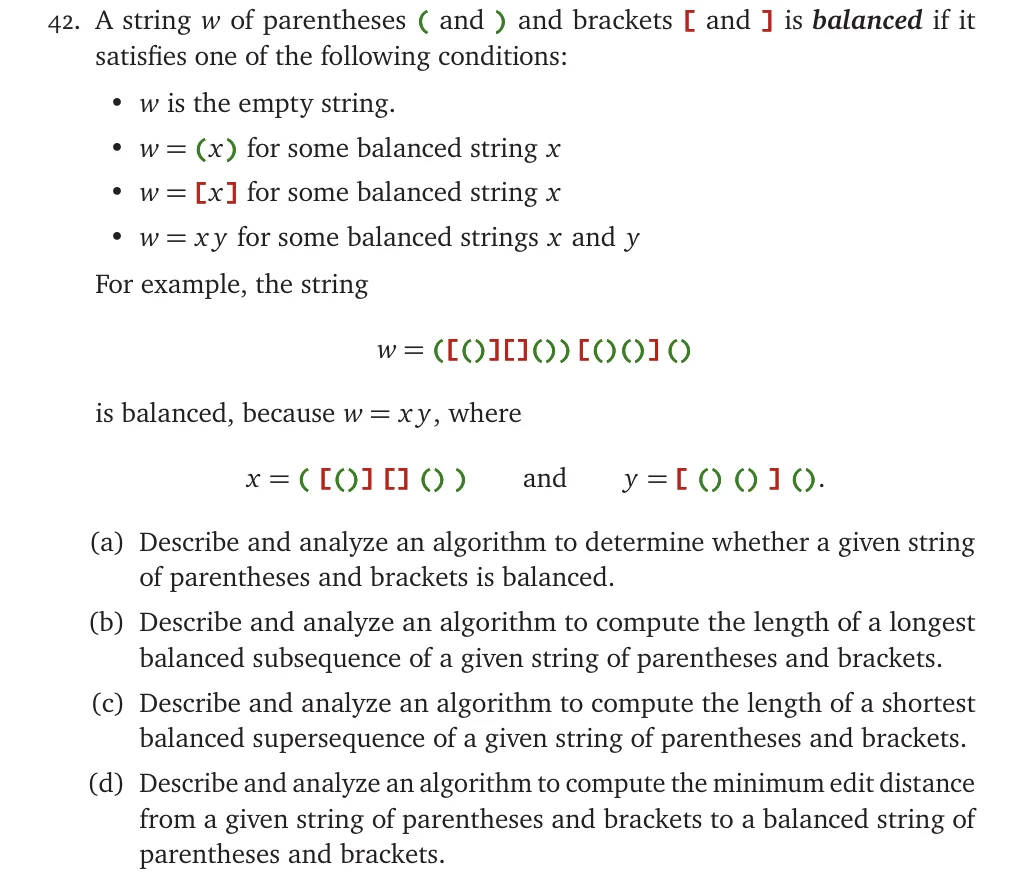 42. A string w of parentheses ( and ) and brackets [ and ] is balanced if it
satisfies one of the following conditions:
• w is the empty string.
• w = (x) for some balanced string x
• w = [x] for some balanced string x
• w = xy for some balanced strings x and y
For example, the string
w = ([()][]())[()()]()
is balanced, because w = xy, where
x = ( [()] [] () ) and y = [ () () ] ().
(a) Describe and analyze an algorithm to determine whether a given string
of parentheses and brackets is balanced.
(b) Describe and analyze an algorithm to compute the length of a longest
balanced subsequence of a given string of parentheses and brackets.
(c) Describe and analyze an algorithm to compute the length of a shortest
balanced supersequence of a given string of parentheses and brackets.
(d) Describe and analyze an algorithm to compute the minimum edit distance
from a given string of parentheses and brackets to a balanced string of
parentheses and brackets.